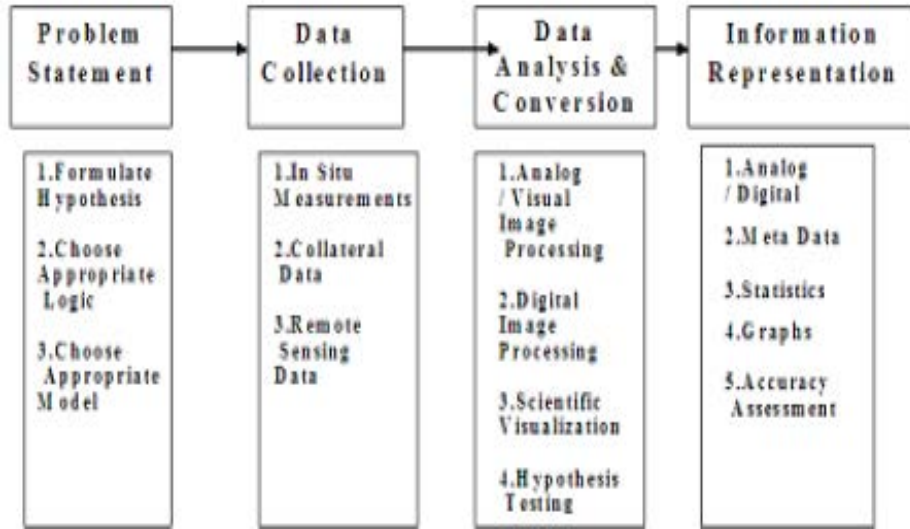 Problem
Statement
Data
Collection
Data
Analysis &
Conversion
Information
Representation
1.Formulate
Hypothesis
2.Choose
Appropriate
Logic
3.Choose
Appropriate
Model
1.In Situ
Measurements
2.Collateral
Data
3.Remote
Sensing
Data
1.Analog
/ Visual
Image
Processing
2.Digital
Image
Processing
3.Scientific
Visualization
4.Hypothesis
Testing
1.Analog
/ Digital
2.Meta Data
3.Statistics
4.Graphs
5.Accuracy
Assessment